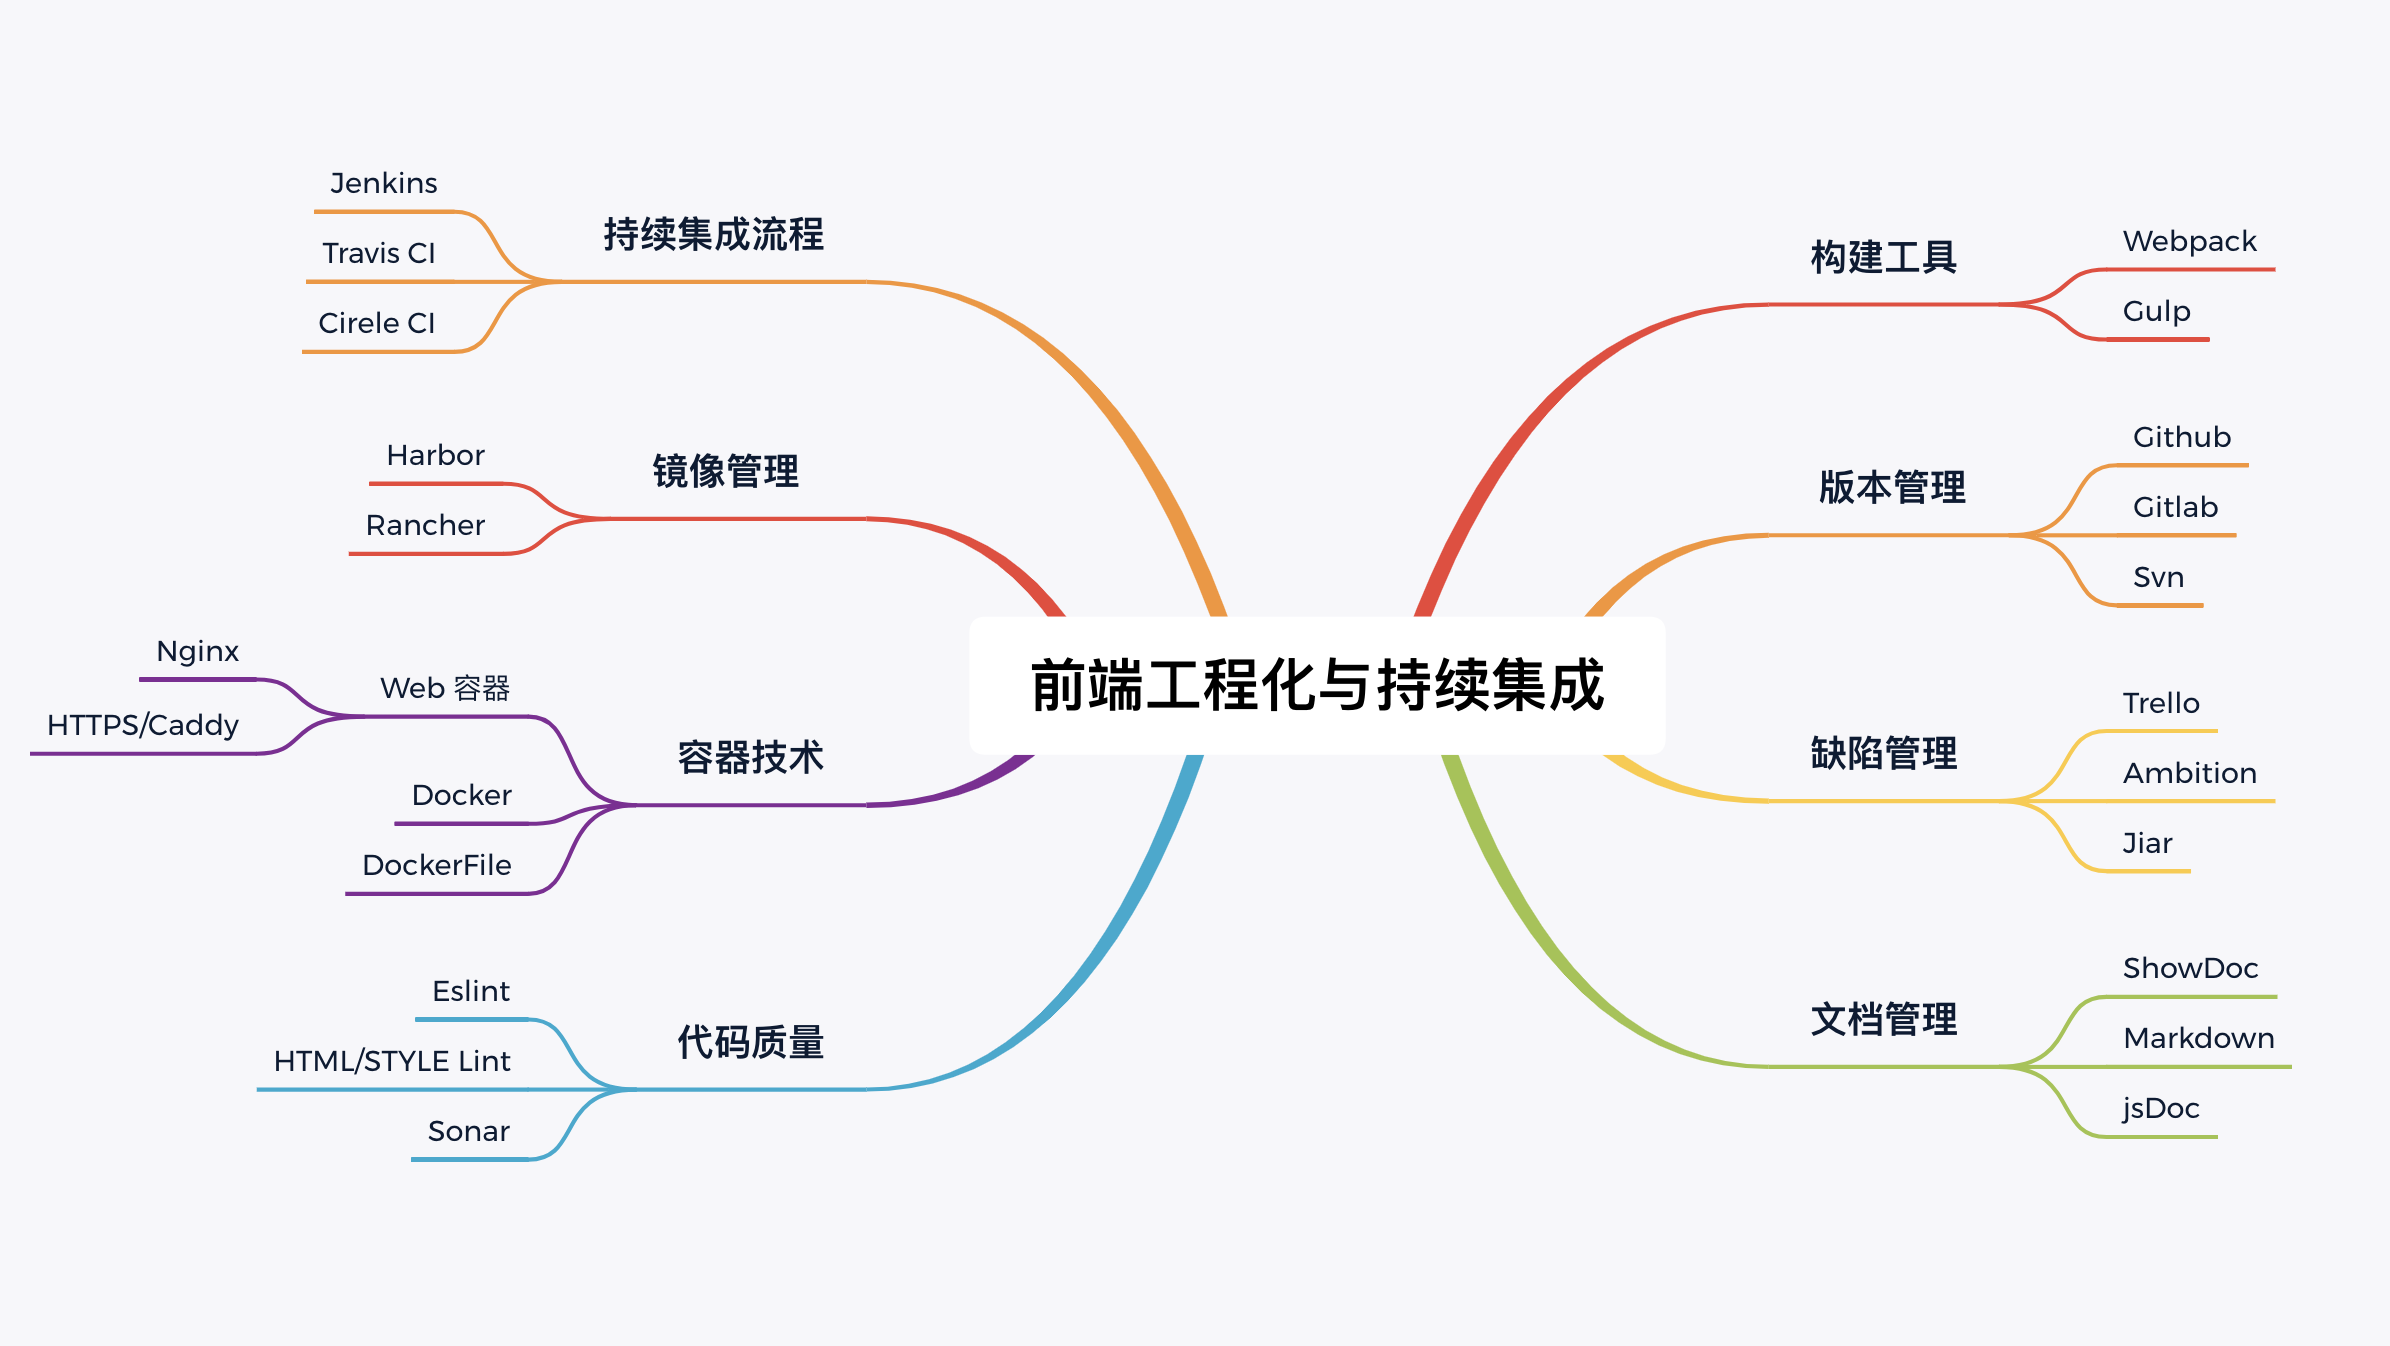 前端工程化与持续集成
构建工具
Webpack
Gulp
版本管理
Github
Gitlab
Svn
缺陷管理
Trello
Ambition
Jiar
文档管理
ShowDoc
Markdown
jsDoc
持续集成流程
Jenkins
Travis CI
Cirele CI
镜像管理
Harbor
Rancher
容器技术
Web 容器
Nginx
HTTPS/Caddy
Docker
DockerFile
代码质量
Eslint
HTML/STYLE Lint
Sonar